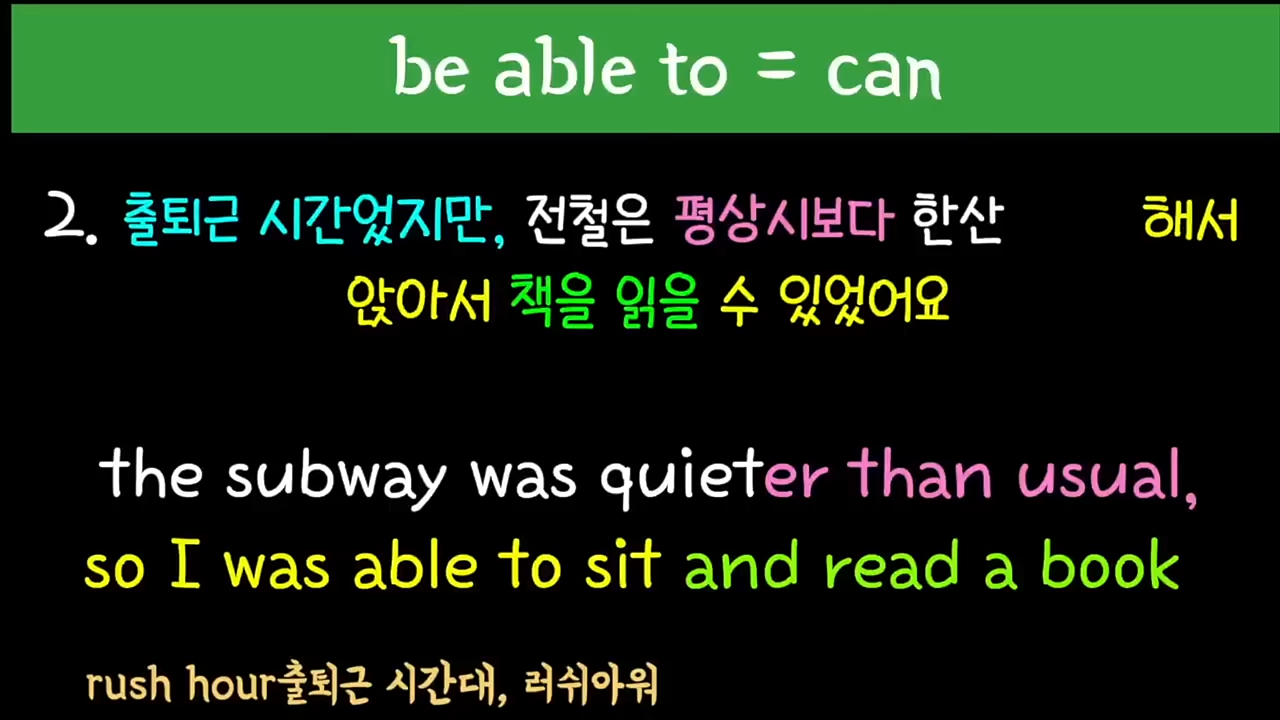 be able to = can
2. 출퇴근 시간었지만, 전철은 평상시보다 한산 해서
앉아서 책을 읽을 수 있었어요
the subway was quieter than usual,
so I was able to sit and read a book
rush hour출퇴근 시간대, 러쉬아워